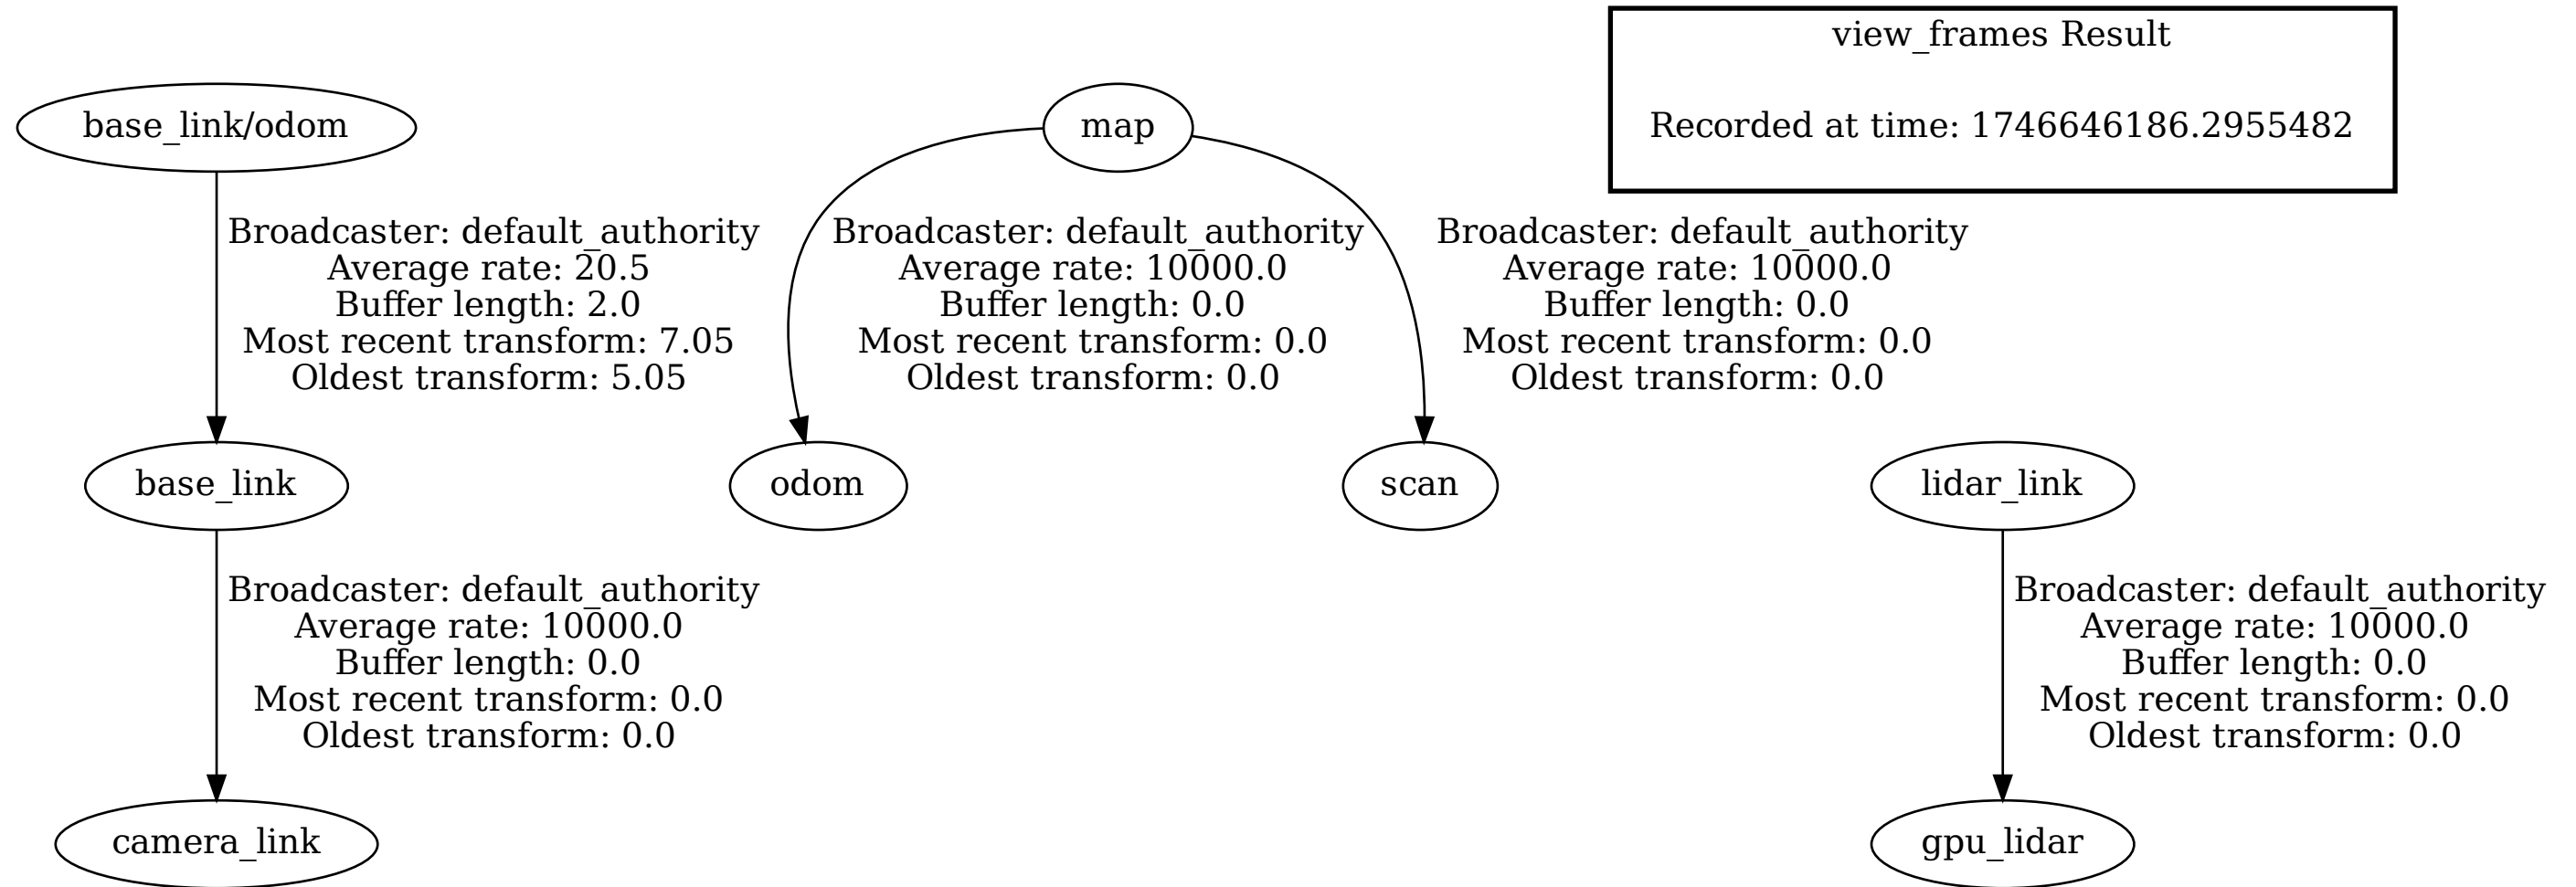 view_frames Result
Recorded at time: 1746646186.2955482
base_link/odom
map
Broadcaster: default_authority
Average rate: 20.5
Buffer length: 2.0
Most recent transform: 7.05
Oldest transform: 5.05
Broadcaster: default_authority
Average rate: 10000.0
Buffer length: 0.0
Most recent transform: 0.0
Oldest transform: 0.0
Broadcaster: default_authority
Average rate: 10000.0
Buffer length: 0.0
Most recent transform: 0.0
Oldest transform: 0.0
base_link
odom
scan
lidar_link
Broadcaster: default_authority
Average rate: 10000.0
Buffer length: 0.0
Most recent transform: 0.0
Oldest transform: 0.0
Broadcaster: default_authority
Average rate: 10000.0
Buffer length: 0.0
Most recent transform: 0.0
Oldest transform: 0.0
camera_link
gpu_lidar